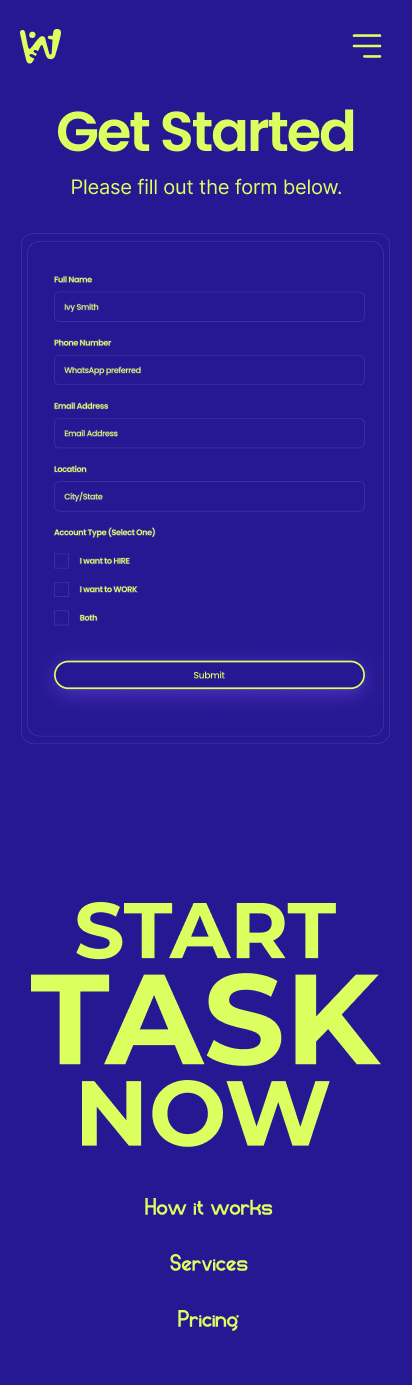 Get Started
Please fill out the form below.
Full Name
Ivy Smith
Phone Number
WhatsApp preferred
Email Address
Email Address
Location
City/State
Account Type (Select One)
I want to HIRE
I want to WORK
Both
Submit
START
TASK
NOW
How it works
Services
Pricing